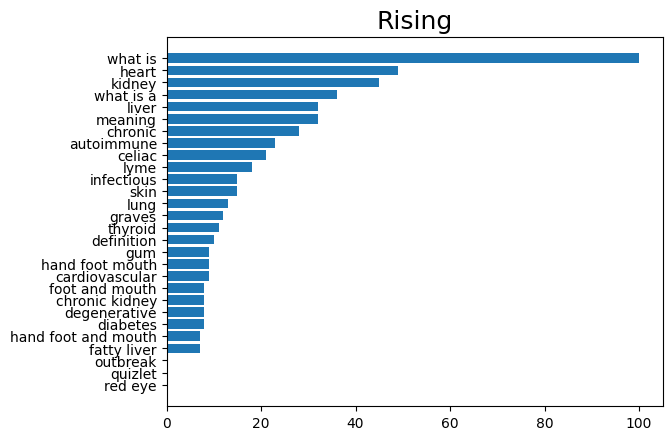 Rising
what is
heart
kidney
what is a
liver
meaning
chronic
autoimmune
celiac
lyme
infectious
skin
lung
graves
thyroid
definition
gum
hand foot mouth
cardiovascular
foot and mouth
chronic kidney
degenerative
diabetes
hand foot and mouth
fatty liver
outbreak
quizlet
red eye
0 20 40 60 80 100